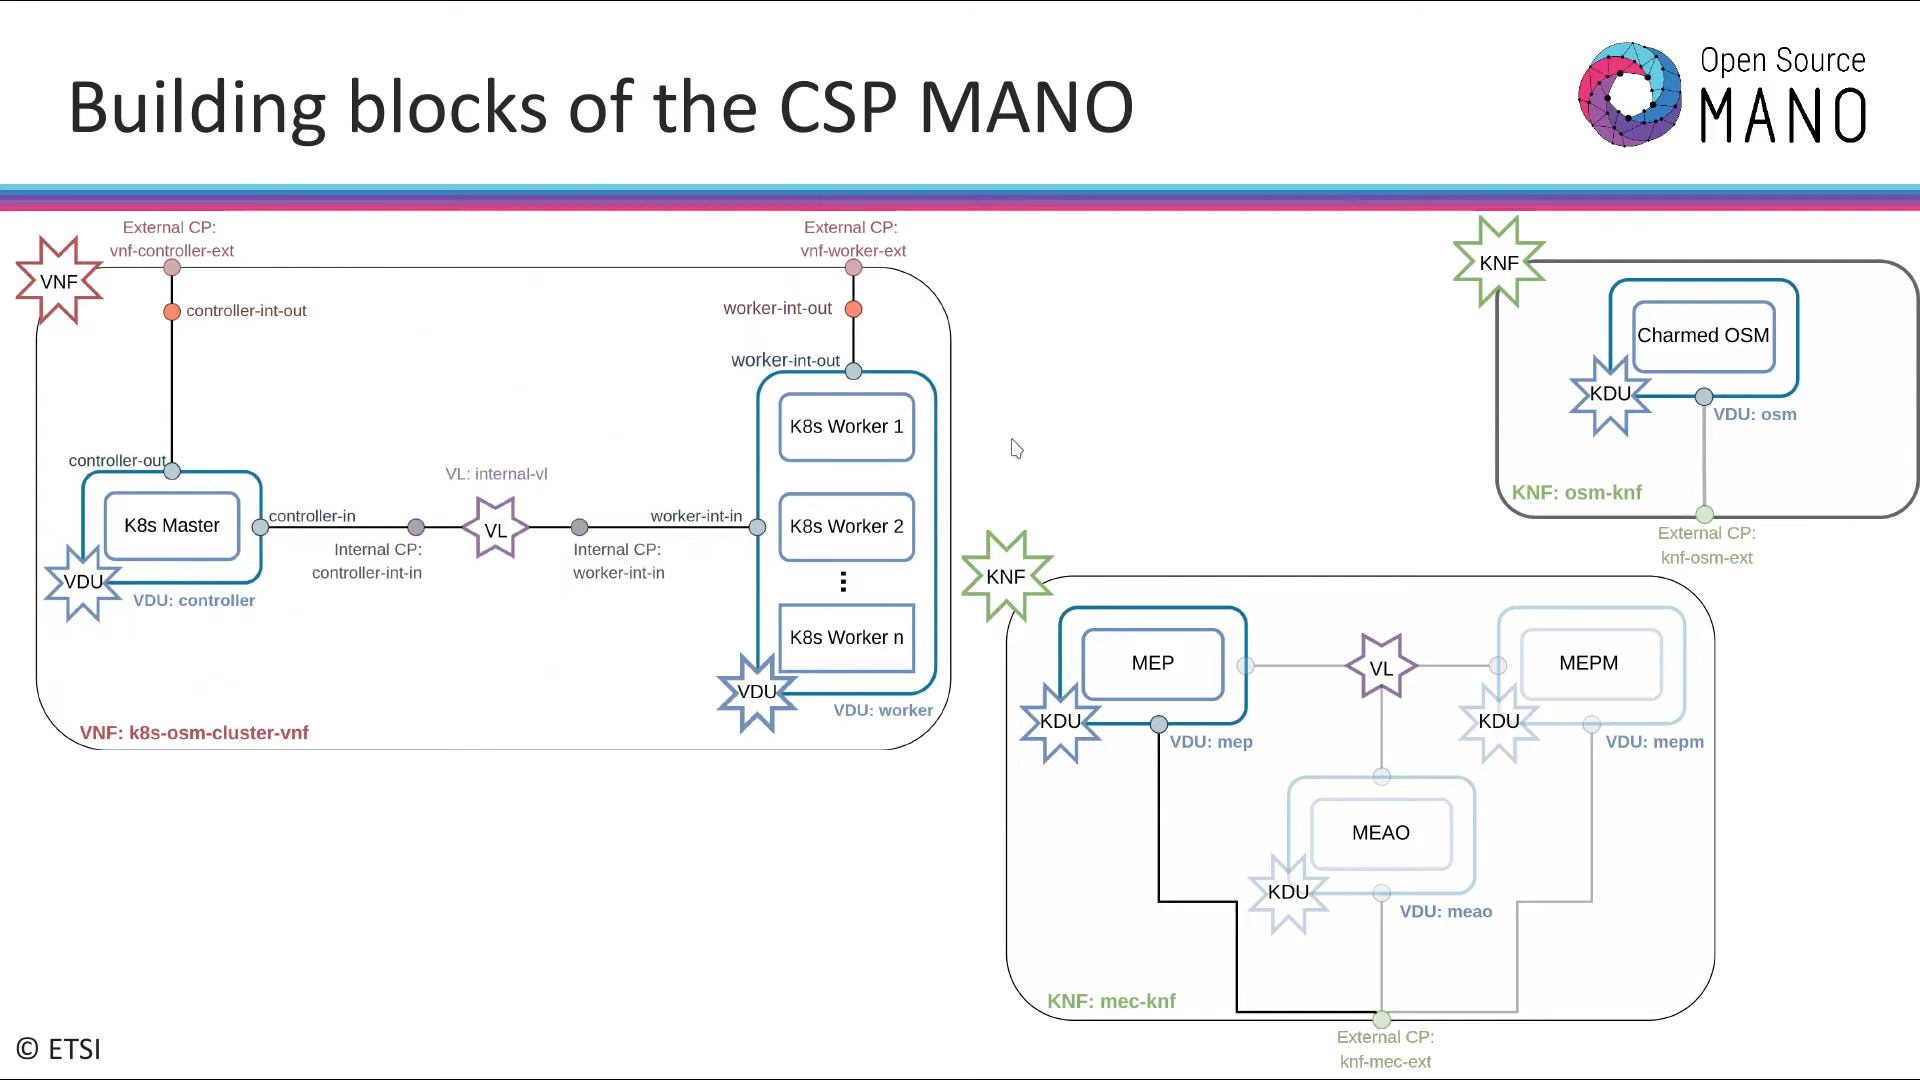 Building blocks of the CSP MANO
Open Source
MANO
External CP:
vnf-controller-ext
External CP:
vnf-worker-ext
VNF
controller-int-out
worker-int-out
worker-int-out
K8s Worker 1
controller-out
VL: internal-vl
K8s Master
controller-in
VL
worker-int-in
K8s Worker 2
Internal CP:
controller-int-in
Internal CP:
worker-int-in
VDU
VDU: controller
K8s Worker n
VDU
VDU: worker
VNF: k8s-osm-cluster-vnf
KNF
Charmed OSM
KDU
VDU: osm
KNF: osm-knf
External CP:
knf-osm-ext
KNF
MEP
VL
MEPM
KDU
VDU: mep
KDU
VDU: mepm
MEAO
KDU
VDU: meao
KNF: mec-knf
External CP:
knf-mec-ext
© ETSI